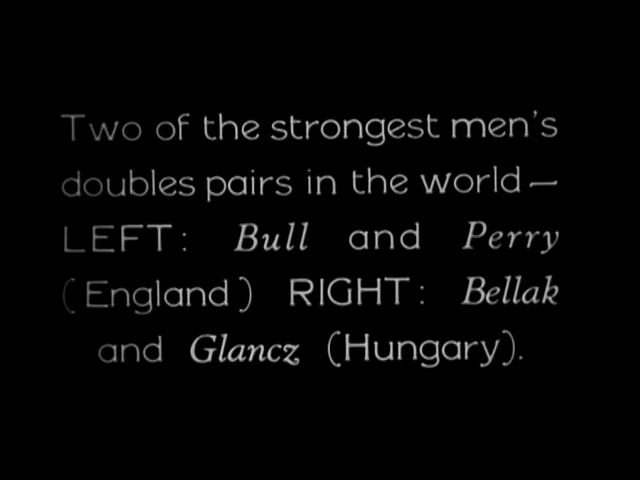 Two of the strongest men's
doubles pairs in the world —
LEFT: Bull and Perry
(England) RIGHT: Bellak
and Glancz (Hungary).